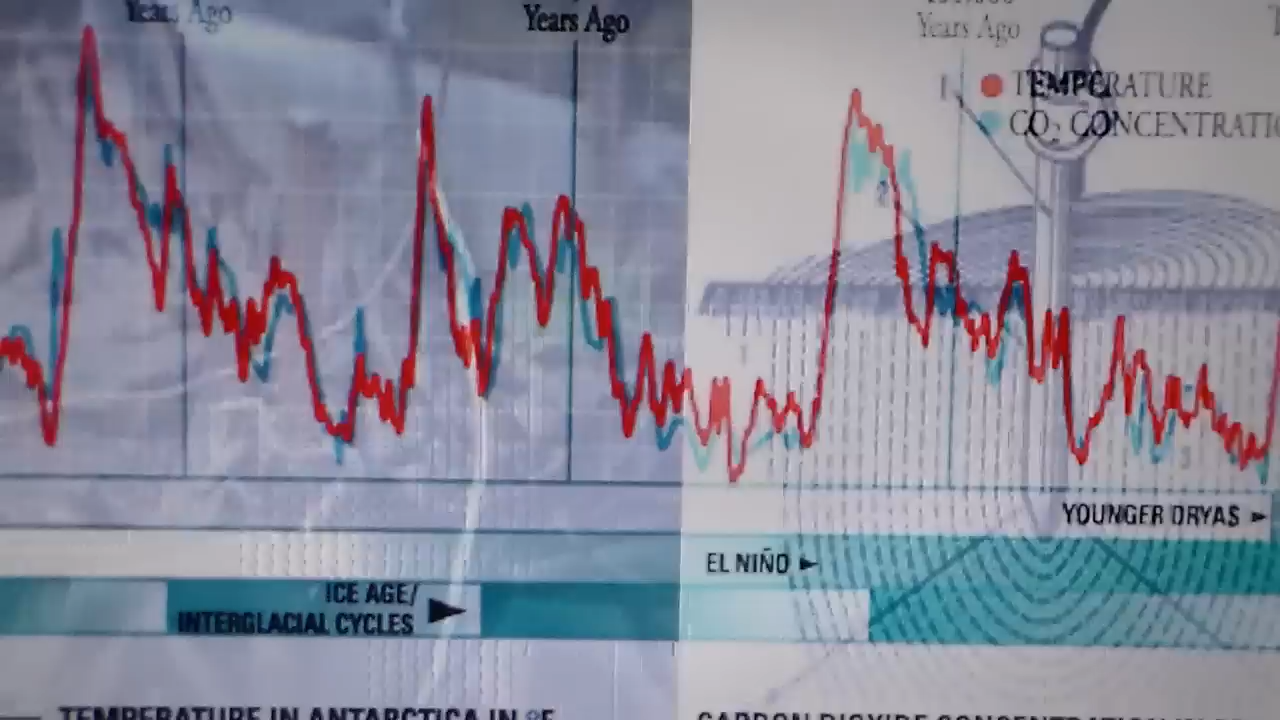 Years Ago
Years Ago
Years Ago
TEMPERATURE
CO₂ CONCENTRATI
YOUNGER DRYAS ►
EL NIÑO ►
ICE AGE/
INTERGLACIAL CYCLES ►
TEMPERATURE IN ANTARCTICA IN °F
CARBON DIOXIDE CONCENTRATION